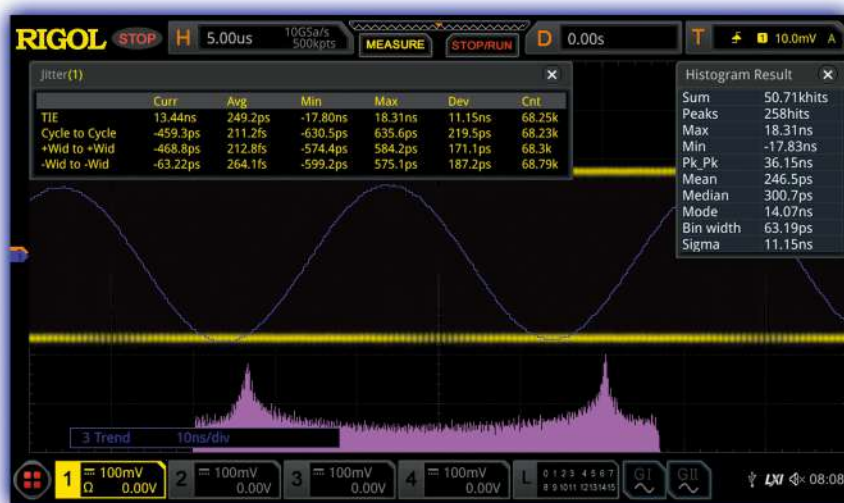 RIGOL STOP H 5.00us 10GSa/s 500kpts MEASURE STOP/RUN D 0.00s T 1 10.0mV A
Jitter(1)
Curr Avg Min Max Dev Cnt
TIE 13.44ns 249.2ps -17.80ns 18.31ns 11.15ns 68.25k
Cycle to Cycle -459.3ps 211.2fs -630.5ps 635.6ps 219.5ps 68.23k
+Wid to +Wid -468.8ps 212.8fs -574.4ps 584.2ps 171.1ps 68.3k
-Wid to -Wid -63.22ps 264.1fs -599.2ps 575.1ps 187.2ps 68.79k
Histogram Result
Sum 50.71khits
Peaks 258hits
Max 18.31ns
Min -17.83ns
Pk_Pk 36.15ns
Mean 246.5ps
Median 300.7ps
Mode 14.07ns
Bin width 63.19ps
Sigma 11.15ns
3 Trend 10ns/div
1 100mV Ω 0.00V
2 100mV 0.00V
3 100mV 0.00V
4 100mV 0.00V
L 0 1 2 3 4 5 6 7
8 9 10 11 12 13 14 15
GI GII
LXI 08:08